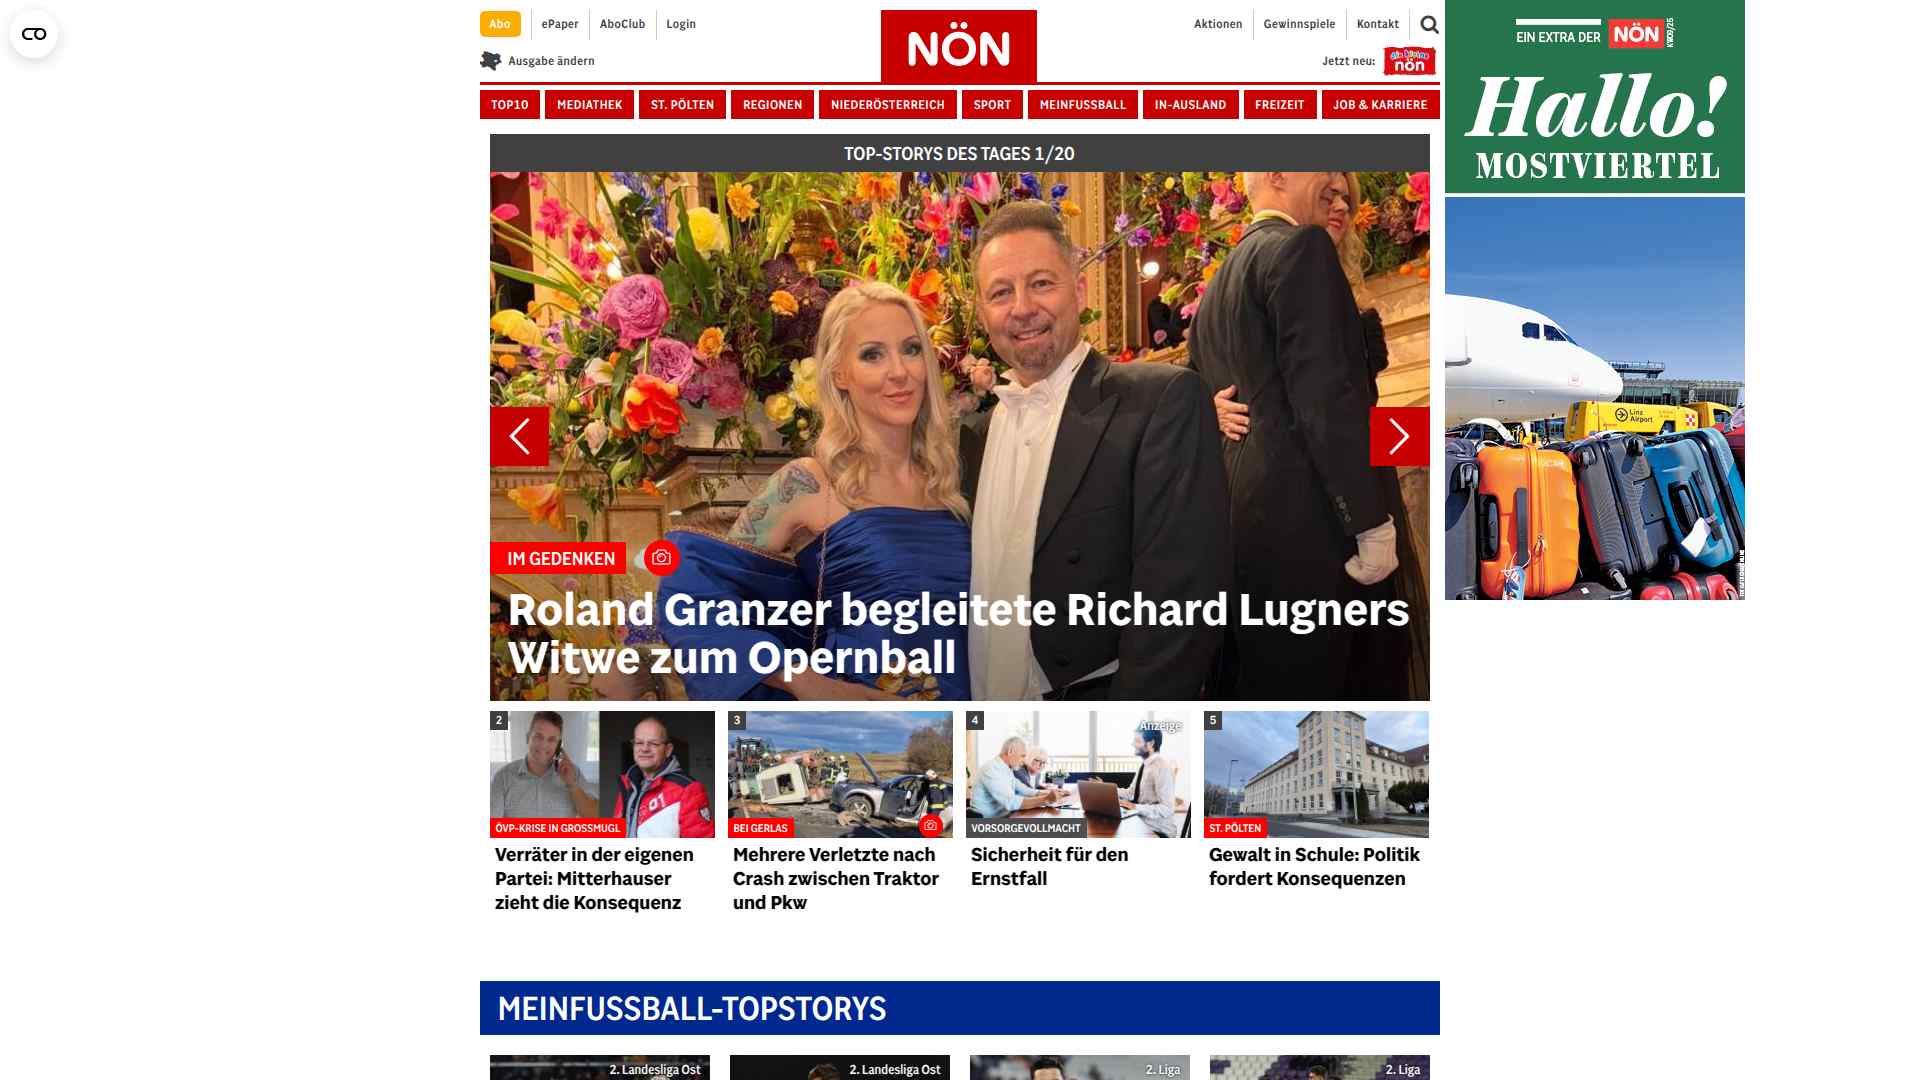 Abo
ePaper
AboClub
Login
NÖN
Aktionen
Gewinnspiele
Kontakt
Ausgabe ändern
Jetzt neu:
die kleine
nön
TOP10
MEDIATHEK
ST. PÖLTEN
REGIONEN
NIEDERÖSTERREICH
SPORT
MEINFUSSBALL
IN-AUSLAND
FREIZEIT
JOB & KARRIERE
TOP-STORYS DES TAGES 1/20
IM GEDENKEN
Roland Granzer begleitete Richard Lugners
Witwe zum Opernball
2
ÖVP-KRISE IN GROSSMUGL
Verräter in der eigenen
Partei: Mitterhauser
zieht die Konsequenz
3
BEI GERLAS
Mehrere Verletzte nach
Crash zwischen Traktor
und Pkw
4
Anzeige
VORSORGEVOLLMACHT
Sicherheit für den
Ernstfall
5
ST. PÖLTEN
Gewalt in Schule: Politik
fordert Konsequenzen
MEINFUSSBALL-TOPSTORYS
2. Landesliga Ost
2. Landesliga Ost
2. Liga
2. Liga
EIN EXTRA DER
NÖN
KW09/25
Hallo!
MOSTVIERTEL
Linz
Airport